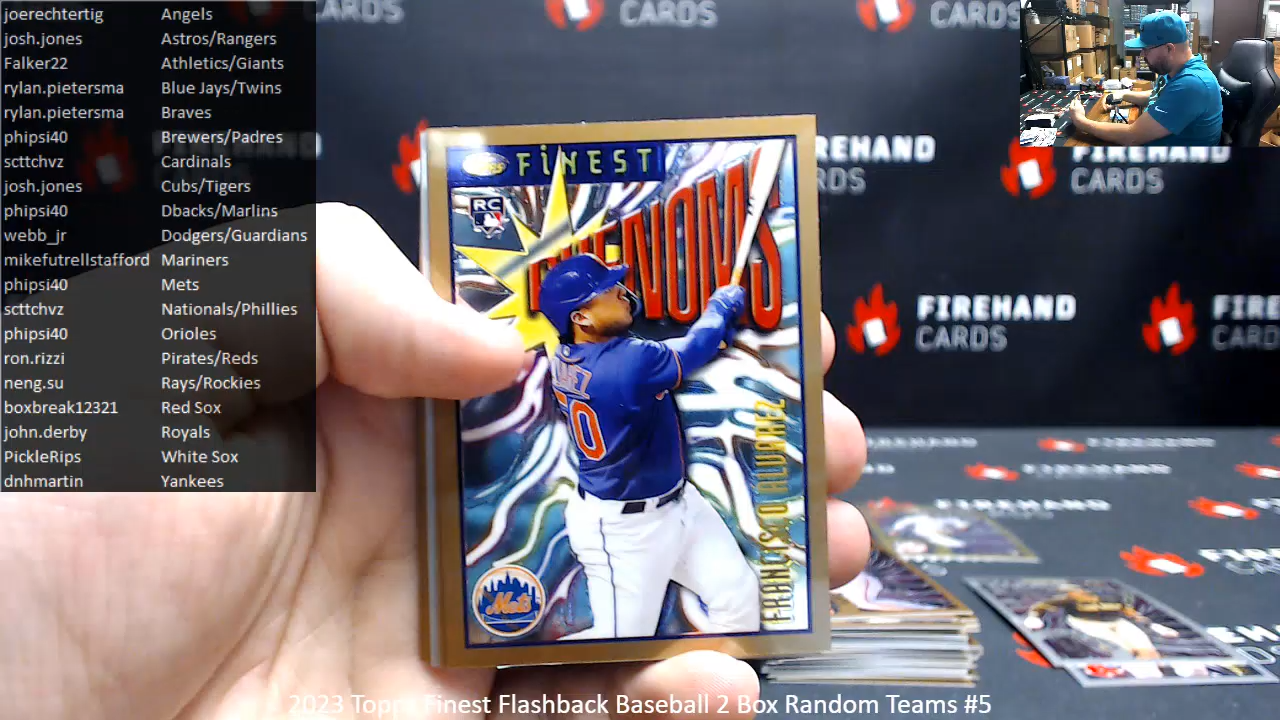 joerechtertig Angels
josh.jones Astros/Rangers
Falker22 Athletics/Giants
rylan.pietersma Blue Jays/Twins
rylan.pietersma Braves
phipsi40 Brewers/Padres
scttchvz Cardinals
josh.jones Cubs/Tigers
phipsi40 Dbacks/Marlins
webb_jr Dodgers/Guardians
mikefutrellstafford Mariners
phipsi40 Mets
scttchvz Nationals/Phillies
phipsi40 Orioles
ron.rizzi Pirates/Reds
neng.su Rays/Rockies
boxbreak12321 Red Sox
john.derby Royals
PickleRips White Sox
dnhmartin Yankees
FINEST
RC
PHENOMS
50
FRANCISCO ALVAREZ
Mets
CARDS
CARDS
CARDS
FIREHAND
CARDS
FIREHAND
CARDS
2023 Topps Finest Flashback Baseball 2 Box Random Teams #5